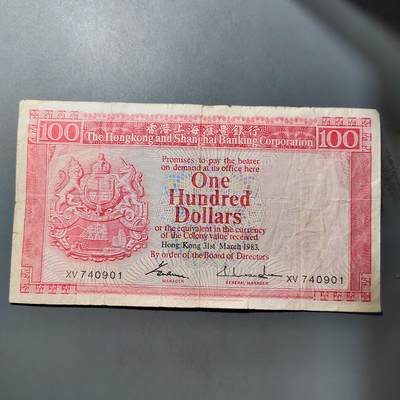 香港上海滙豐銀行
100 The Hongkong and Shanghai Banking Corporation 100
Promises to pay the bearer
on demand at its office here
One
Hundred
Dollars
or the equivalent in the currency
of the Colony value received
Hong Kong 31st March 1983.
By order of the Board of Directors
XV 740901
XV 740901
MANAGER
GENERAL MANAGER